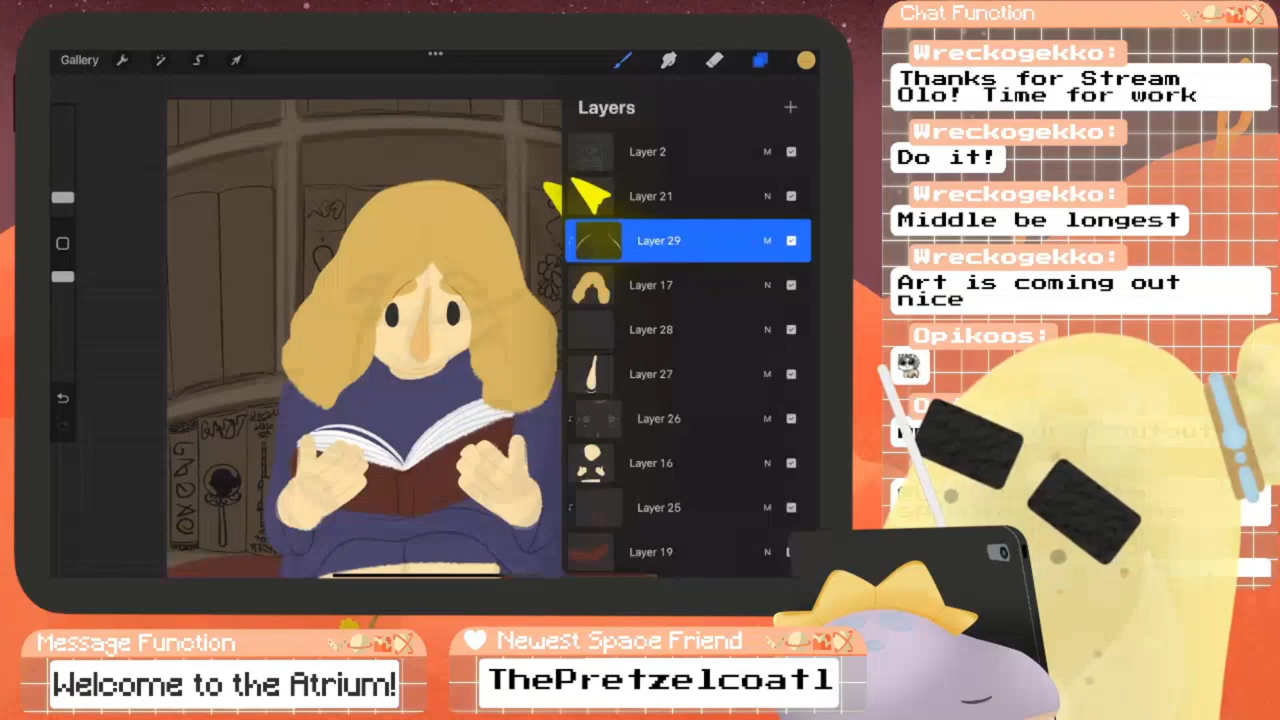 Gallery
Layers
Layer 2 M
Layer 21 N
Layer 29 M
Layer 17 N
Layer 28 N
Layer 27 M
Layer 26 M
Layer 16 N
Layer 25 M
Layer 19 N
Chat Function
Wreckogekko:
Thanks for Stream
Olo! Time for work
Wreckogekko:
Do it!
Wreckogekko:
Middle be longest
Wreckogekko:
Art is coming out
nice
Opikoos:
Message Function
Welcome to the Atrium!
Newest Space Friend
ThePretzelcoatl